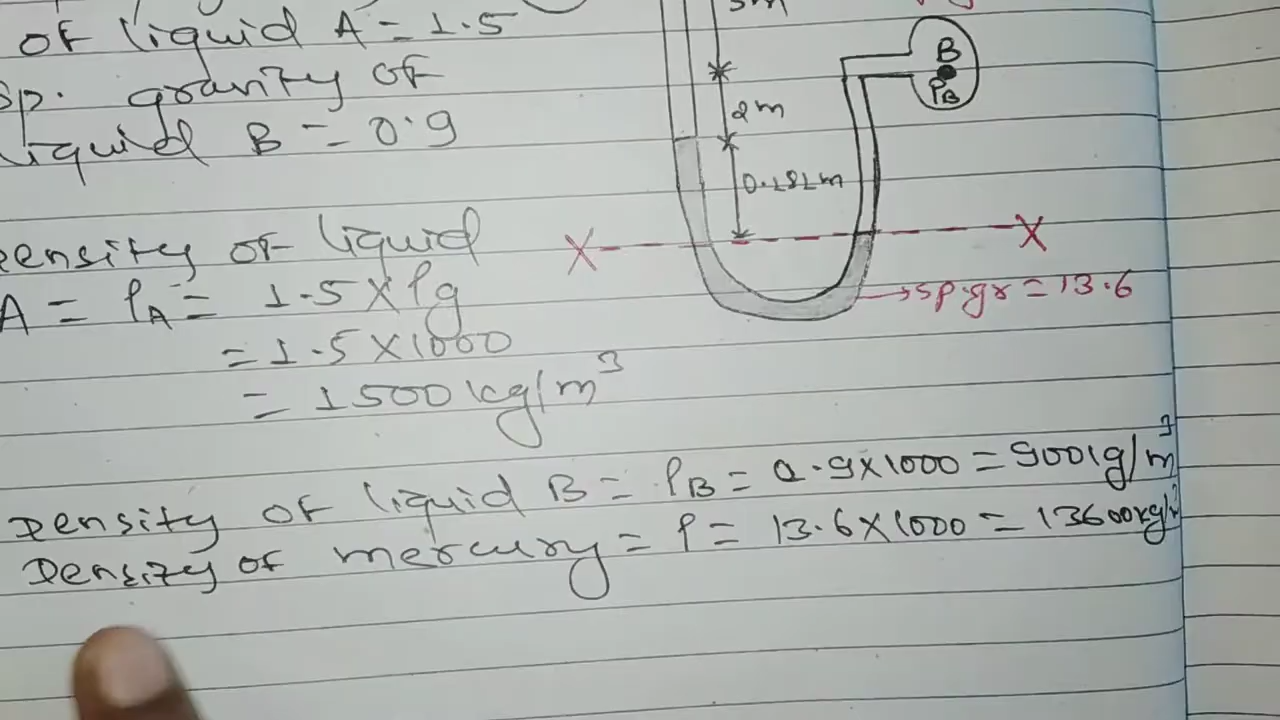 of liquid A = 1.5
sp. gravity of
liquid B = 0.9
3m
B
PB
2m
0.181m
X X
sp.gr = 13.6
Density of liquid
A = ρA = 1.5 X ρg
= 1.5 X 1000
= 1500 kg/m³
Density of liquid B = ρB = 0.9 X 1000 = 900 kg/m³
Density of mercury = ρ = 13.6 X 1000 = 13600 kg/m³